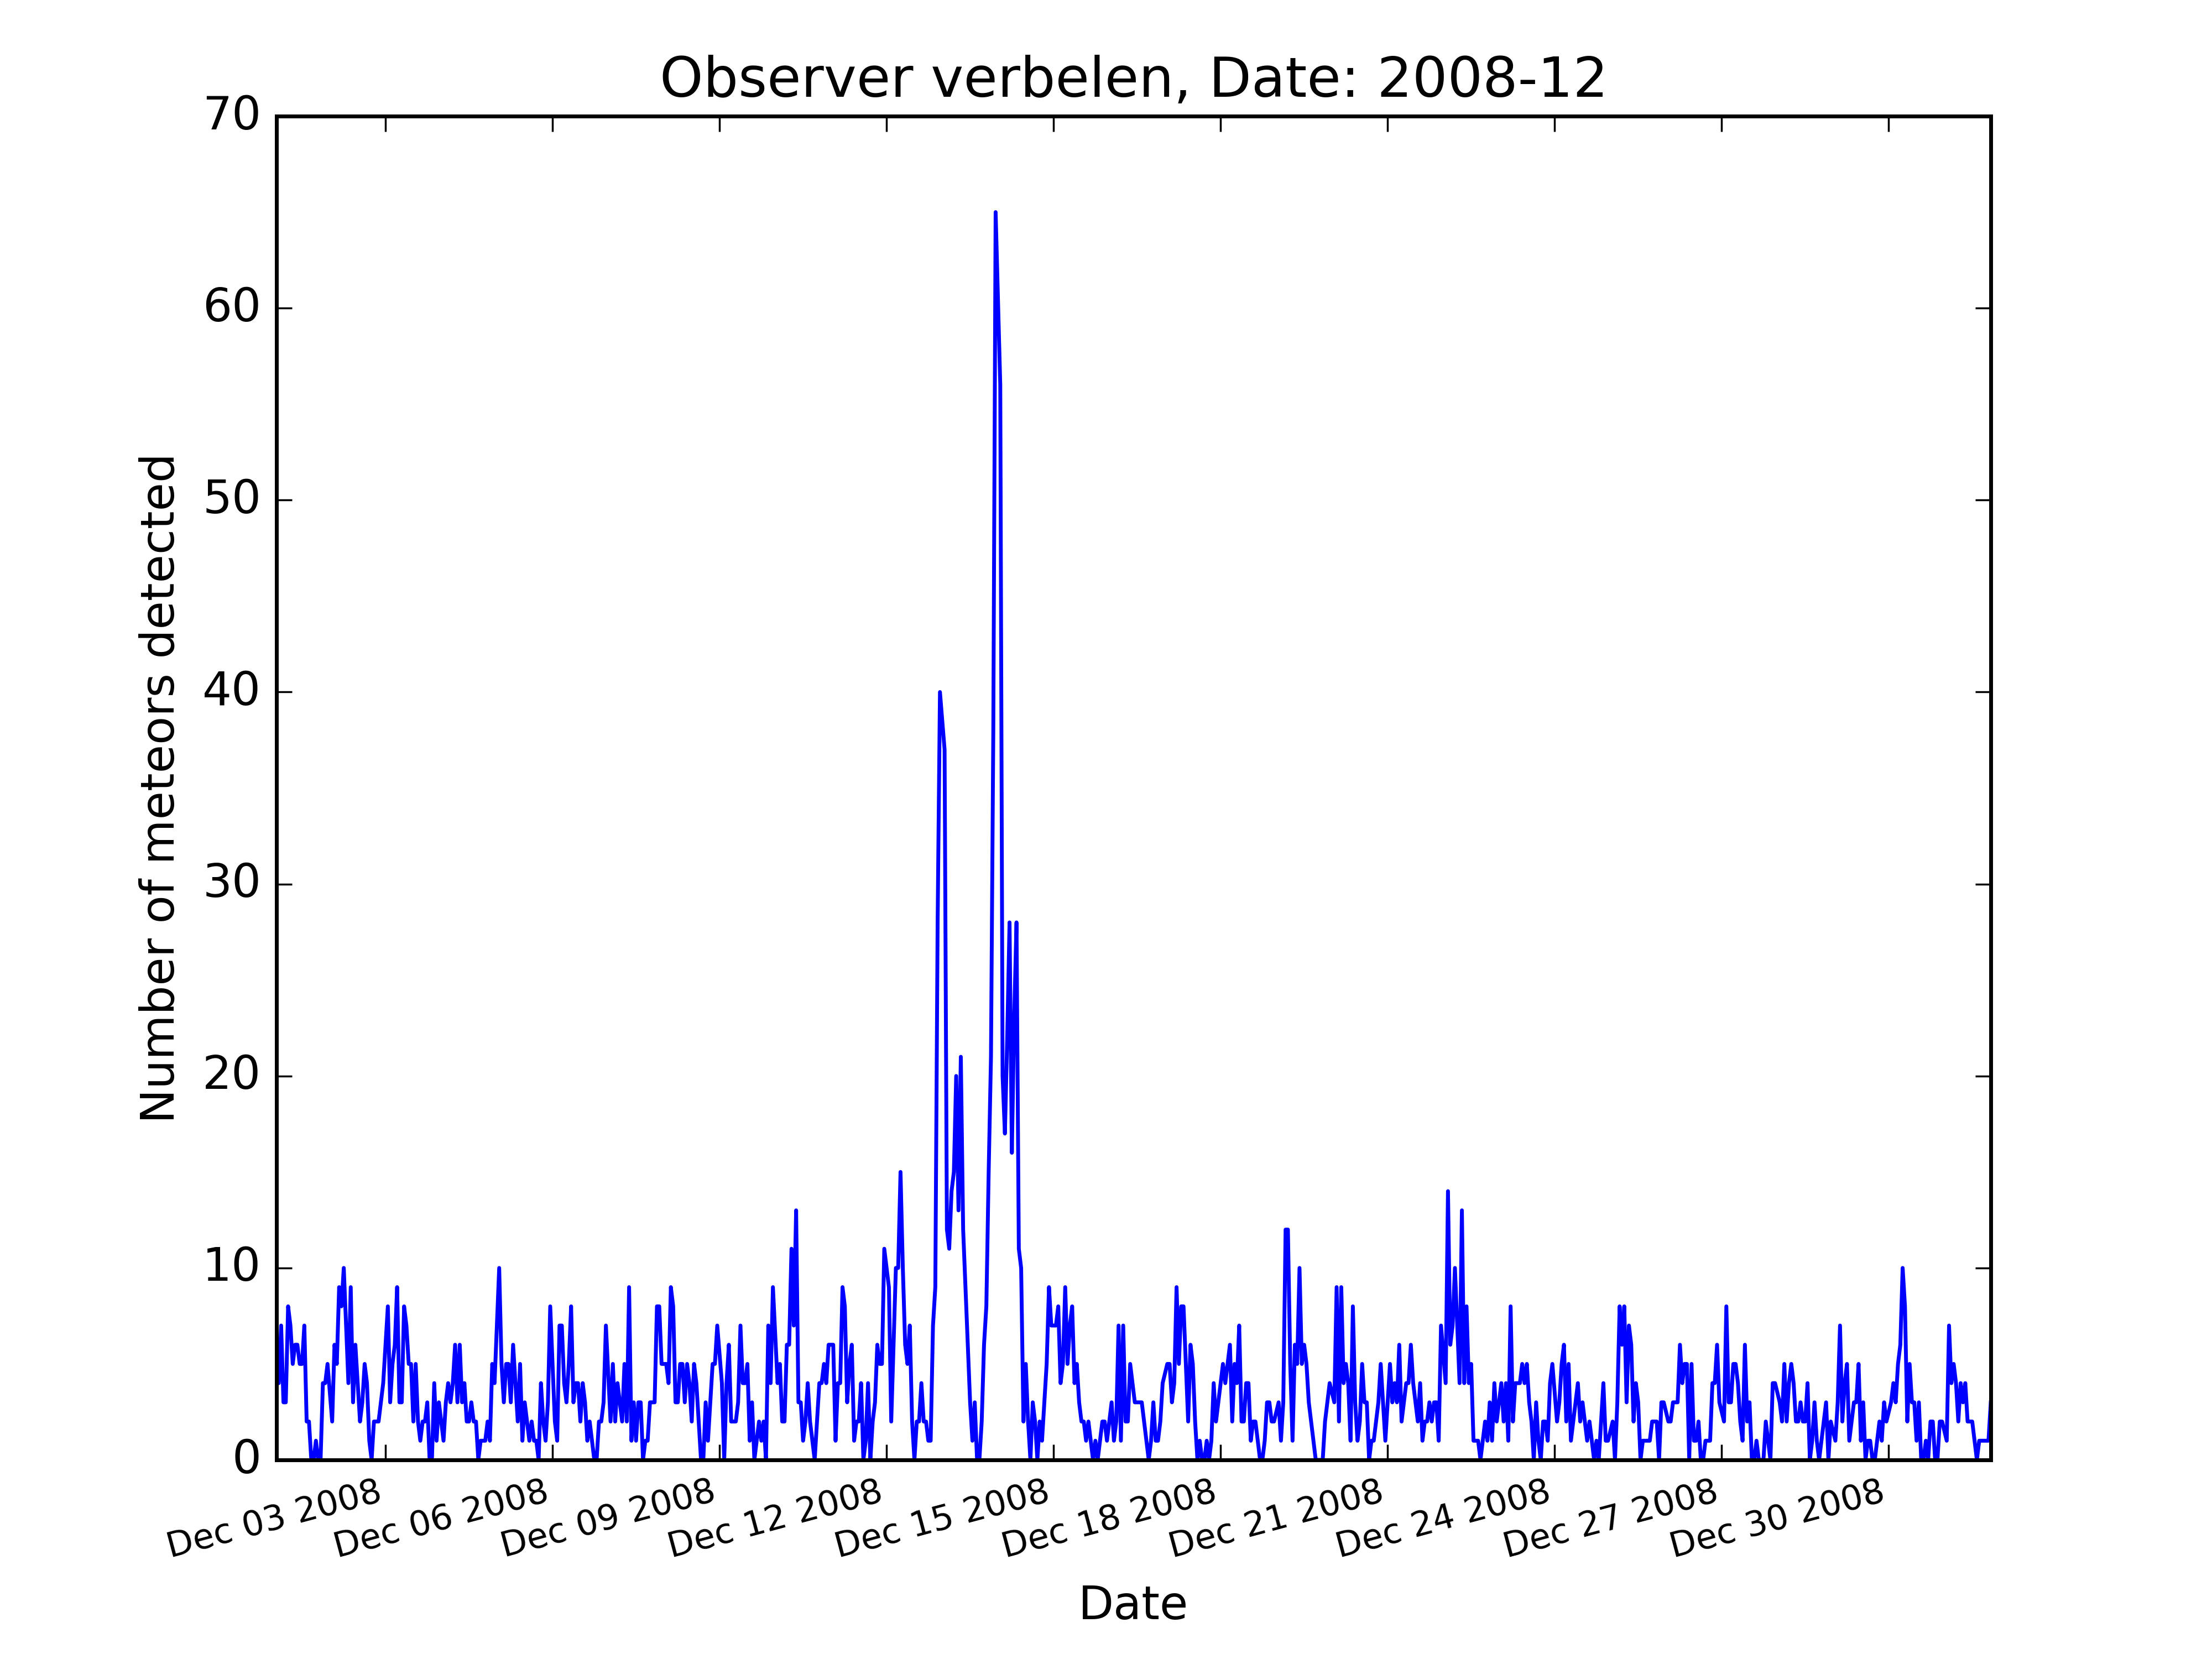 Observer verbelen, Date: 2008-12
70
60
50
40
30
20
10
0
Number of meteors detected
Dec 03 2008
Dec 06 2008
Dec 09 2008
Dec 12 2008
Dec 15 2008
Dec 18 2008
Dec 21 2008
Dec 24 2008
Dec 27 2008
Dec 30 2008
Date